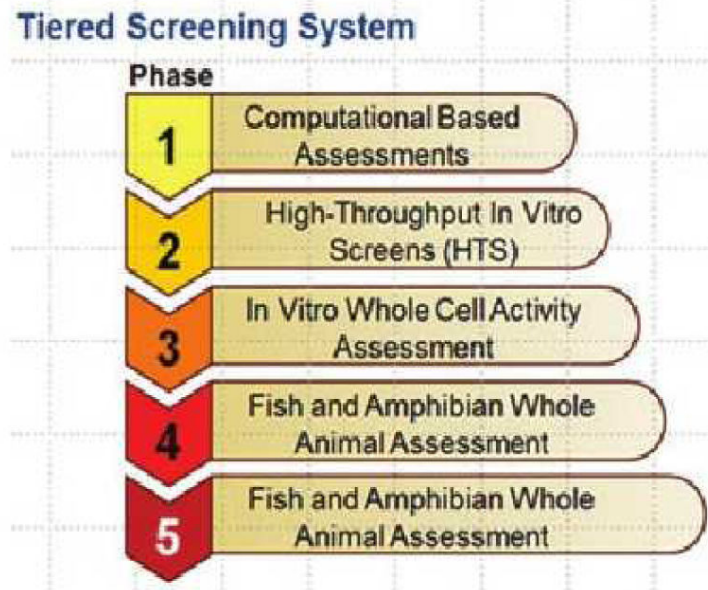 Tiered Screening System
Phase
1
Computational Based
Assessments
2
High-Throughput In Vitro
Screens (HTS)
3
In Vitro Whole Cell Activity
Assessment
4
Fish and Amphibian Whole
Animal Assessment
5
Fish and Amphibian Whole
Animal Assessment